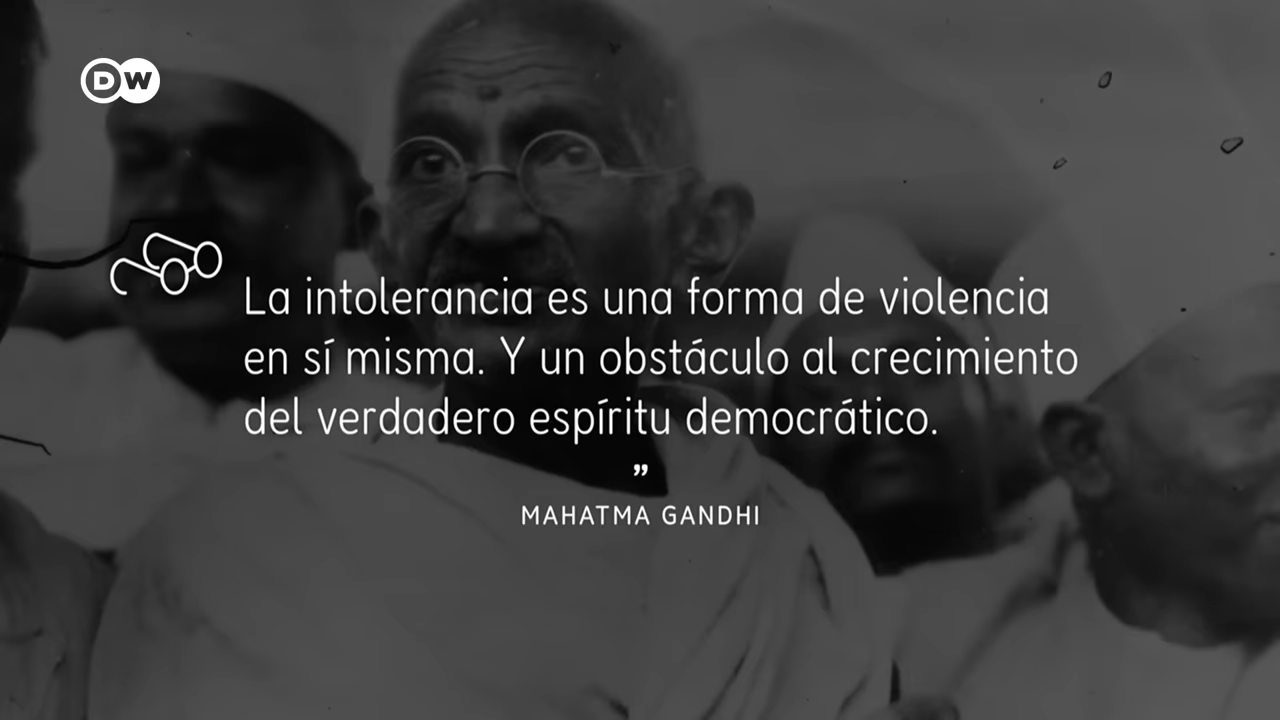 DW
La intolerancia es una forma de violencia
en sí misma. Y un obstáculo al crecimiento
del verdadero espíritu democrático.
”
MAHATMA GANDHI